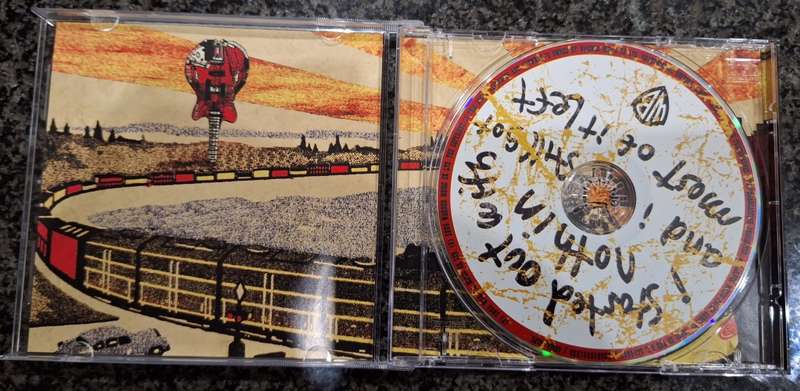 i started out with
nothin
and i still got
most of it left